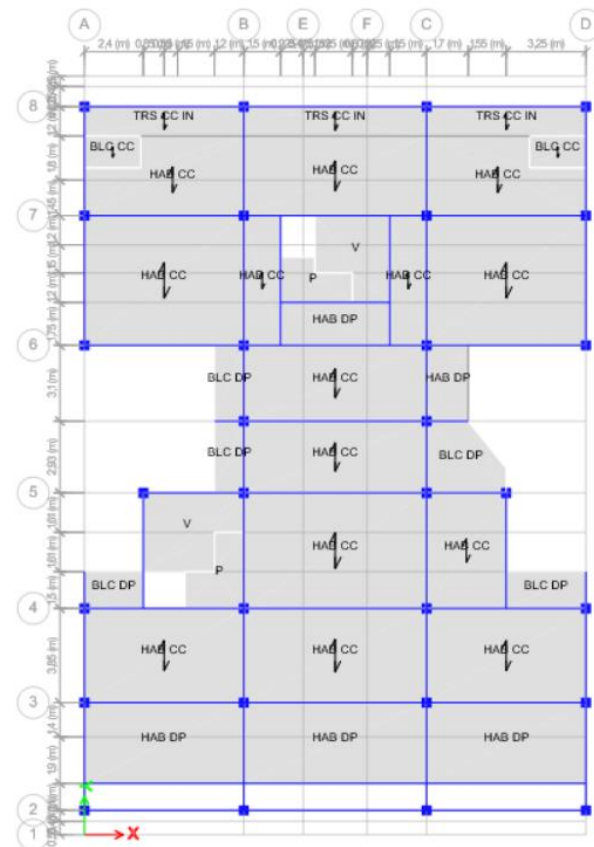 A B E F C D
2,4 (m)
1,7 (m) 1,55 (m) 3,25 (m)
8
TRS CC IN TRS CC IN TRS CC IN
BLC CC BLC CC
HAB CC HAB CC HAB CC
7
V
HAB CC HAB CC P HAB CC HAB CC
HAB DP
6
3,1 (m)
BLC DP HAB CC HAB DP
2,93 (m)
BLC DP HAB CC BLC DP
5
V
HAB CC HAB CC
P
BLC DP BLC DP
4
3,85 (m)
HAB CC HAB CC HAB CC
3
1,4 (m)
HAB DP HAB DP HAB DP
1,9 (m)
2
1
X